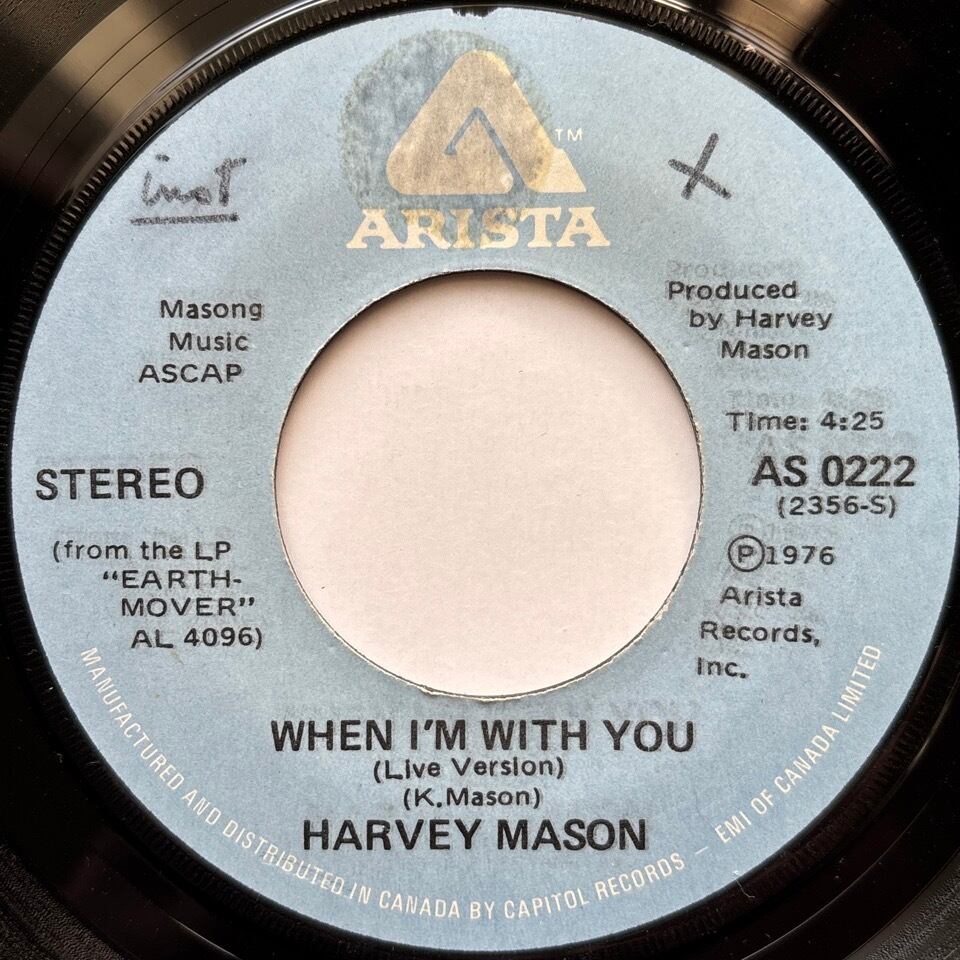 inst
X
TM
ARISTA
Masong
Music
ASCAP
Produced
by Harvey
Mason
Time: 4:25
STEREO
AS 0222
(2356-S)
(from the LP
"EARTH-
MOVER"
AL 4096)
℗1976
Arista
Records,
Inc.
WHEN I'M WITH YOU
(Live Version)
(K.Mason)
HARVEY MASON
MANUFACTURED AND DISTRIBUTED IN CANADA BY CAPITOL RECORDS – EMI OF CANADA LIMITED